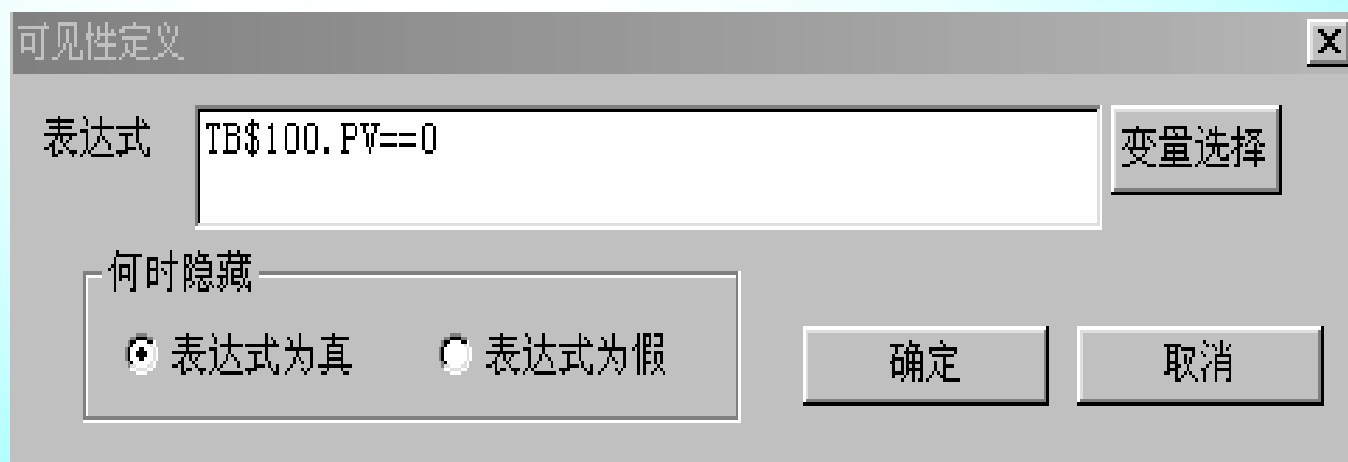 可见性定义
表达式
TB$100.PV==0
变量选择
何时隐藏
表达式为真
表达式为假
确定
取消